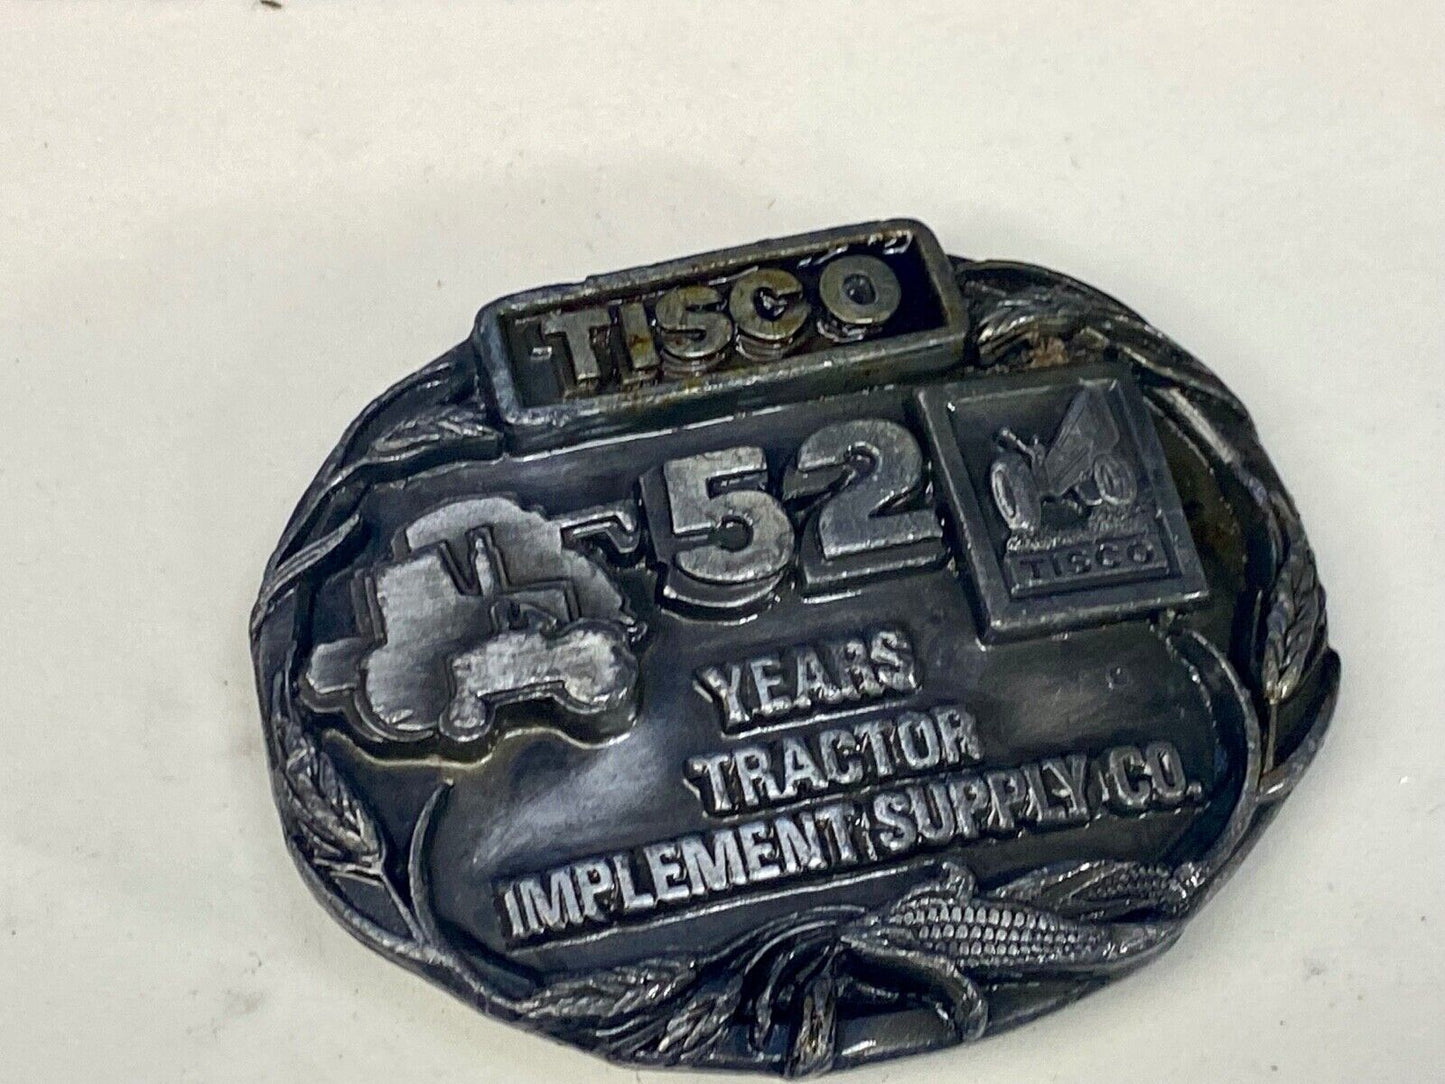 TISCO
52
TISCO
YEARS
TRACTOR
IMPLEMENT SUPPLY CO.